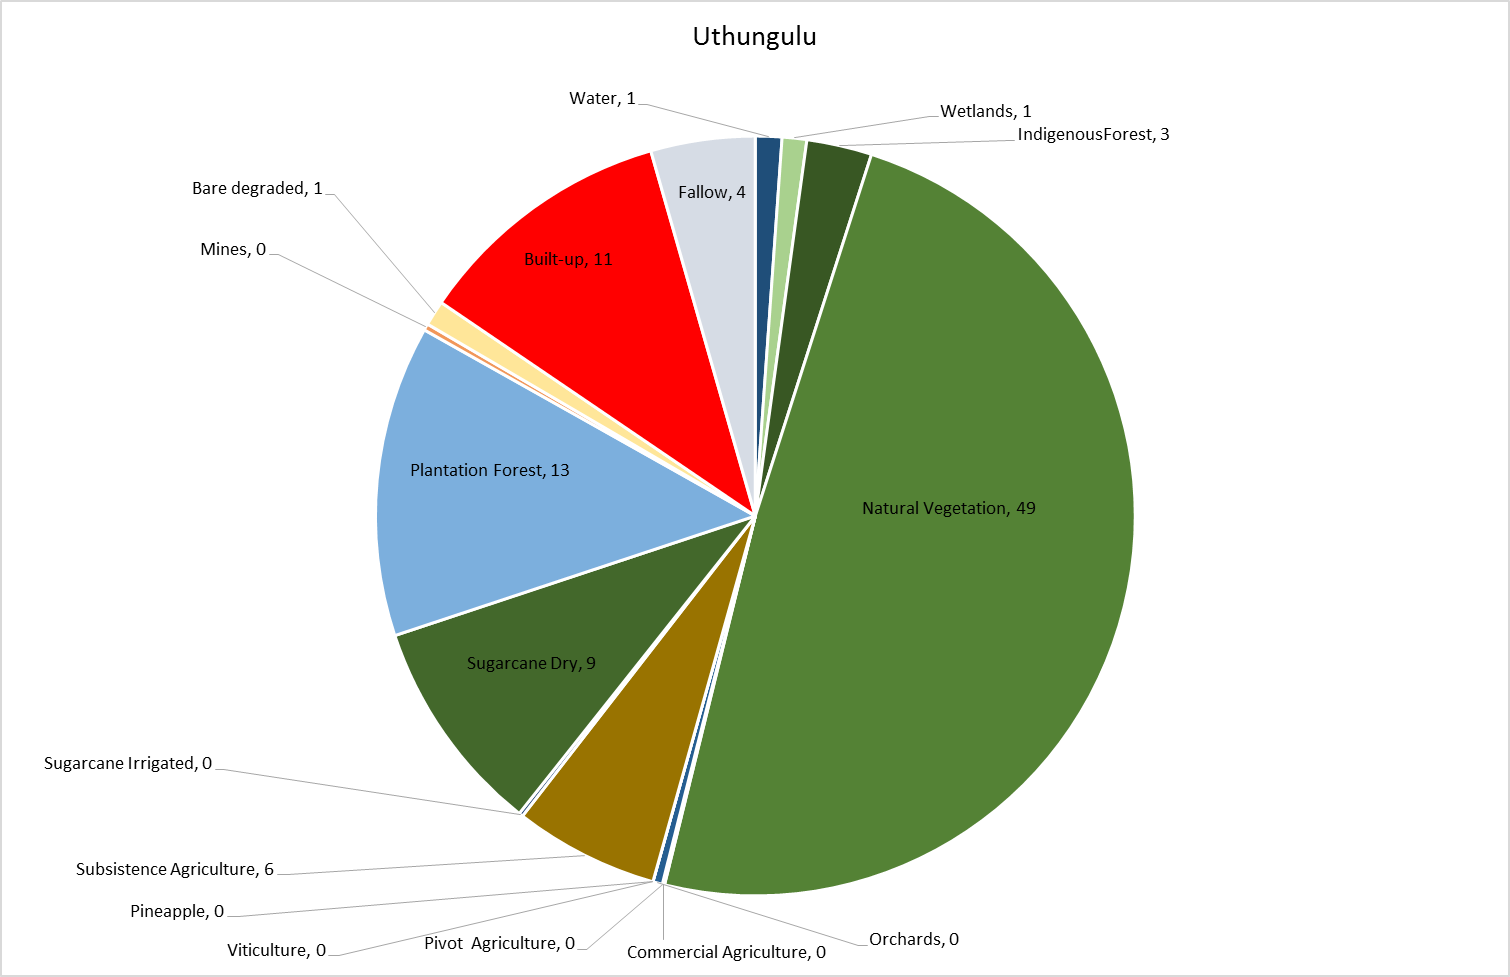 Uthungulu
Water, 1
Wetlands, 1
IndigenousForest, 3
Bare degraded, 1
Fallow, 4
Mines, 0
Built-up, 11
Plantation Forest, 13
Natural Vegetation, 49
Sugarcane Dry, 9
Sugarcane Irrigated, 0
Subsistence Agriculture, 6
Pineapple, 0
Viticulture, 0
Pivot  Agriculture, 0
Commercial Agriculture, 0
Orchards, 0